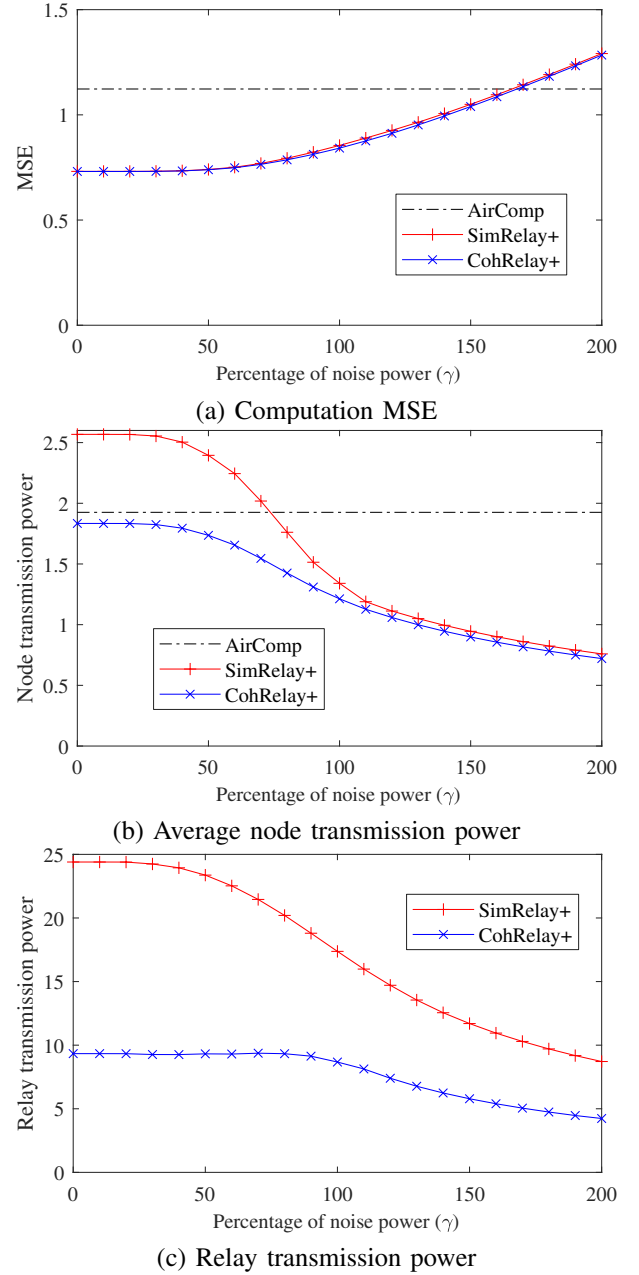 1.5
1
0.5
0
MSE
AirComp
SimRelay+
CohRelay+
0 50 100 150 200
Percentage of noise power (γ)
(a) Computation MSE
2.5
2
1.5
1
0.5
0
Node transmission power
AirComp
SimRelay+
CohRelay+
0 50 100 150 200
Percentage of noise power (γ)
(b) Average node transmission power
25
20
15
10
5
0
Relay transmission power
SimRelay+
CohRelay+
0 50 100 150 200
Percentage of noise power (γ)
(c) Relay transmission power